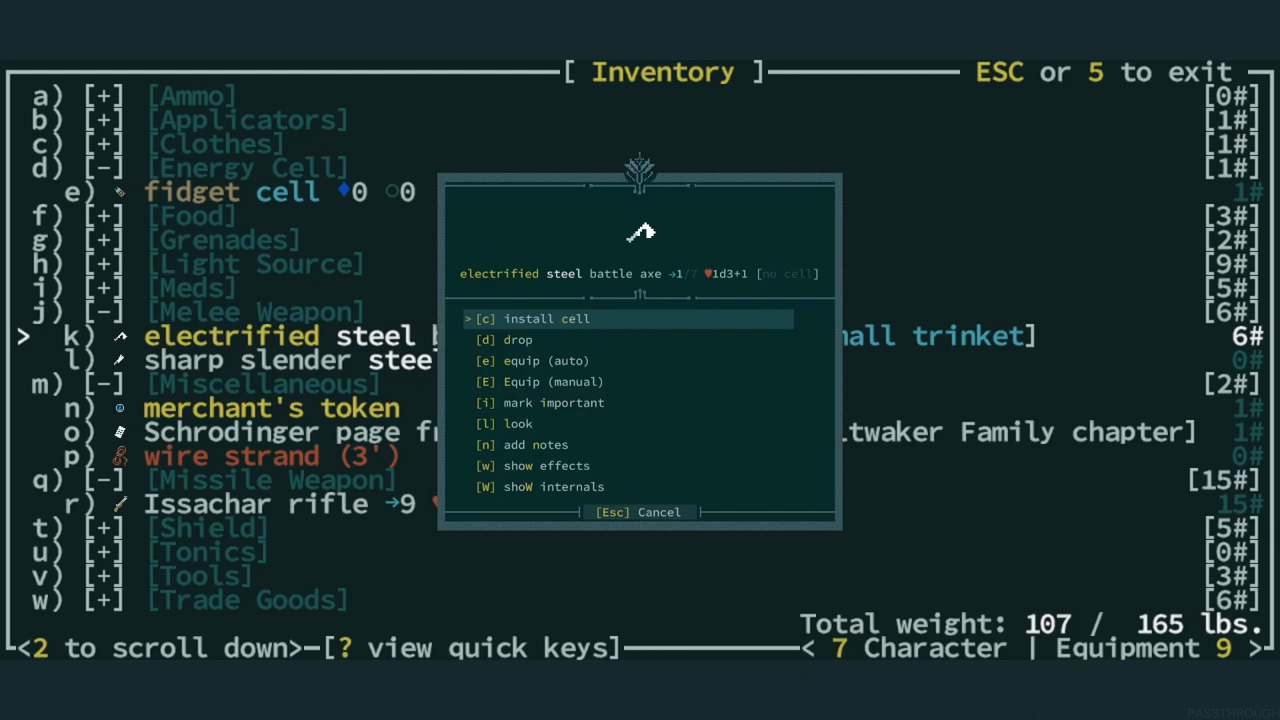 [ Inventory ] ESC or 5 to exit
a) [+] [Ammo] [0#]
b) [+] [Applicators] [1#]
c) [+] [Clothes] [1#]
d) [-] [Energy Cell] [1#]
e) fidget cell ♦0 ○0 1#
f) [+] [Food] [3#]
g) [+] [Grenades] [2#]
h) [+] [Light Source] [9#]
i) [+] [Meds] [5#]
j) [-] [Melee Weapon] [6#]
> k) electrified steel mall trinket] 6#
l) sharp slender stee 0#
m) [-] [Miscellaneous] [2#]
n) merchant's token 1#
o) Schrodinger page fr ltwaker Family chapter] 1#
p) wire strand (3') 0#
q) [-] [Missile Weapon] [15#]
r) Issachar rifle →9 15#
t) [+] [Shield] [5#]
u) [+] [Tonics] [0#]
v) [+] [Tools] [3#]
w) [+] [Trade Goods] [6#]
Total weight: 107 / 165 lbs.
<2 to scroll down> [? view quick keys] < 7 Character | Equipment 9 >
electrified steel battle axe →1/7 ♥1d3+1 [no cell]
> [c] install cell
[d] drop
[e] equip (auto)
[E] Equip (manual)
[i] mark important
[l] look
[n] add notes
[w] show effects
[W] shoW internals
[Esc] Cancel